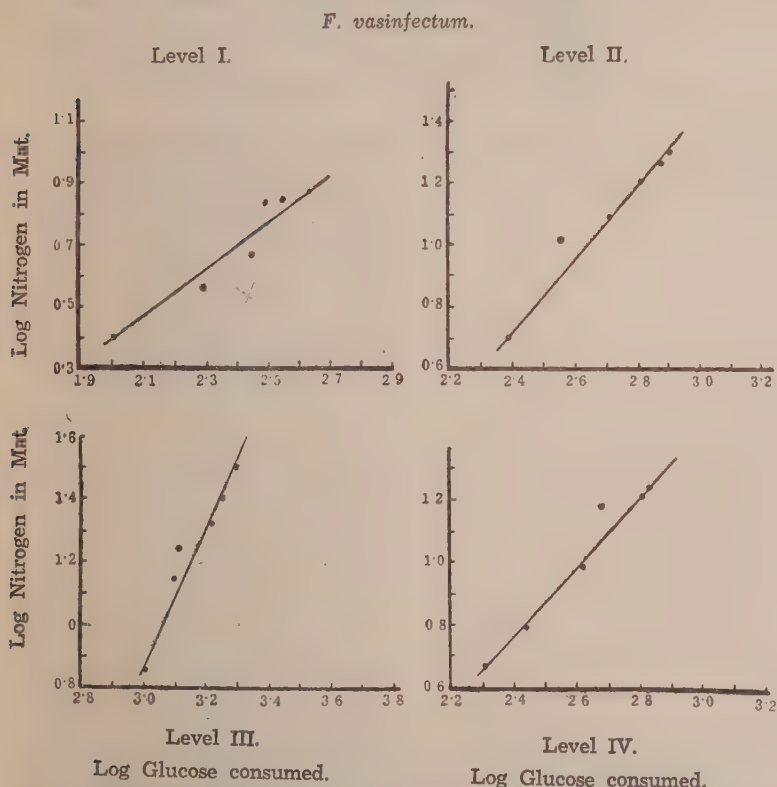 F. vasinfectum.
Level I.
Level II.
Log Nitrogen in Mat.
1·1
0.9
0.7
0.5
0.3
1.9 2·1 2·3 2·5 2·7 2·9
1·4
1·2
1·0
0.8
0.6
2·2 2·4 2·6 2·8 3·0 3·2
Log Nitrogen in Mat.
1·6
1·4
1·2
0
0·8
2·8 3·0 3·2 3·4 3·6 3·8
1·2
1·0
0 8
0 6
2·2 2·4 2 6 2 8 3·0 3·2
Level III.
Level IV.
Log Glucose consumed.
Log Glucose consumed.